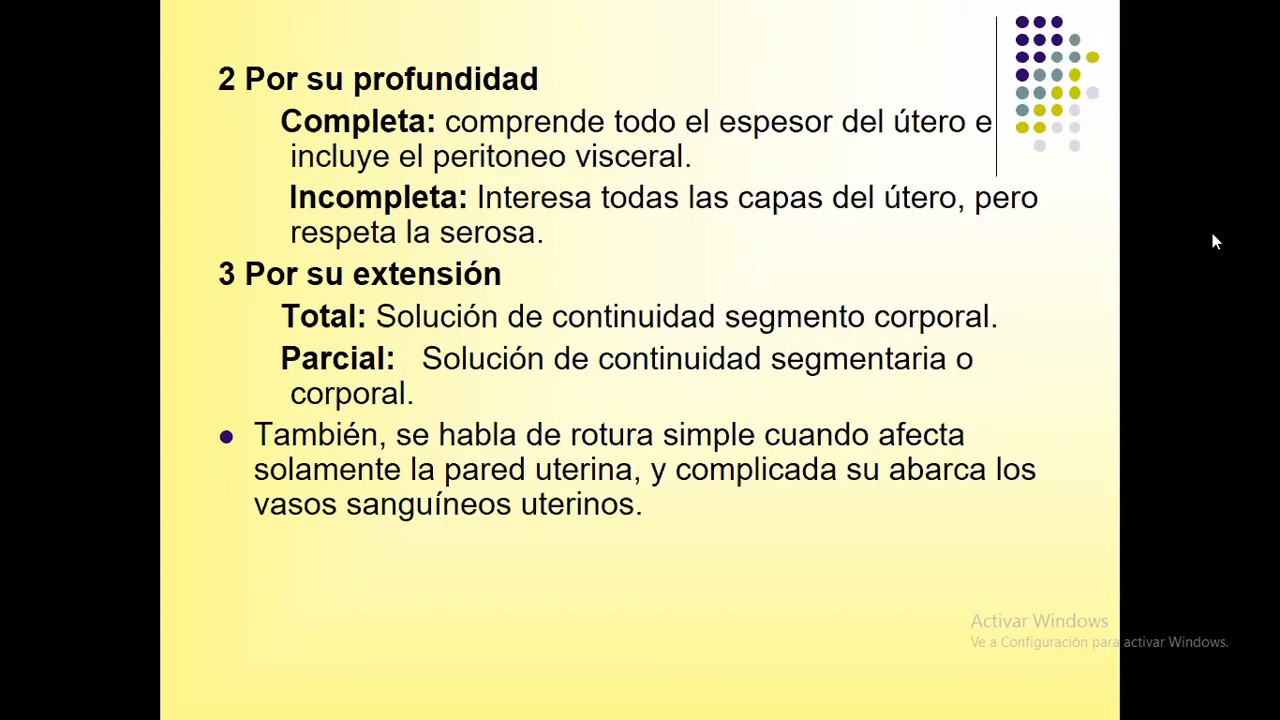 2 Por su profundidad
Completa: comprende todo el espesor del útero e
incluye el peritoneo visceral.
Incompleta: Interesa todas las capas del útero, pero
respeta la serosa.
3 Por su extensión
Total: Solución de continuidad segmento corporal.
Parcial: Solución de continuidad segmentaria o
corporal.
También, se habla de rotura simple cuando afecta
solamente la pared uterina, y complicada su abarca los
vasos sanguíneos uterinos.
Activar Windows
Ve a Configuración para activar Windows.